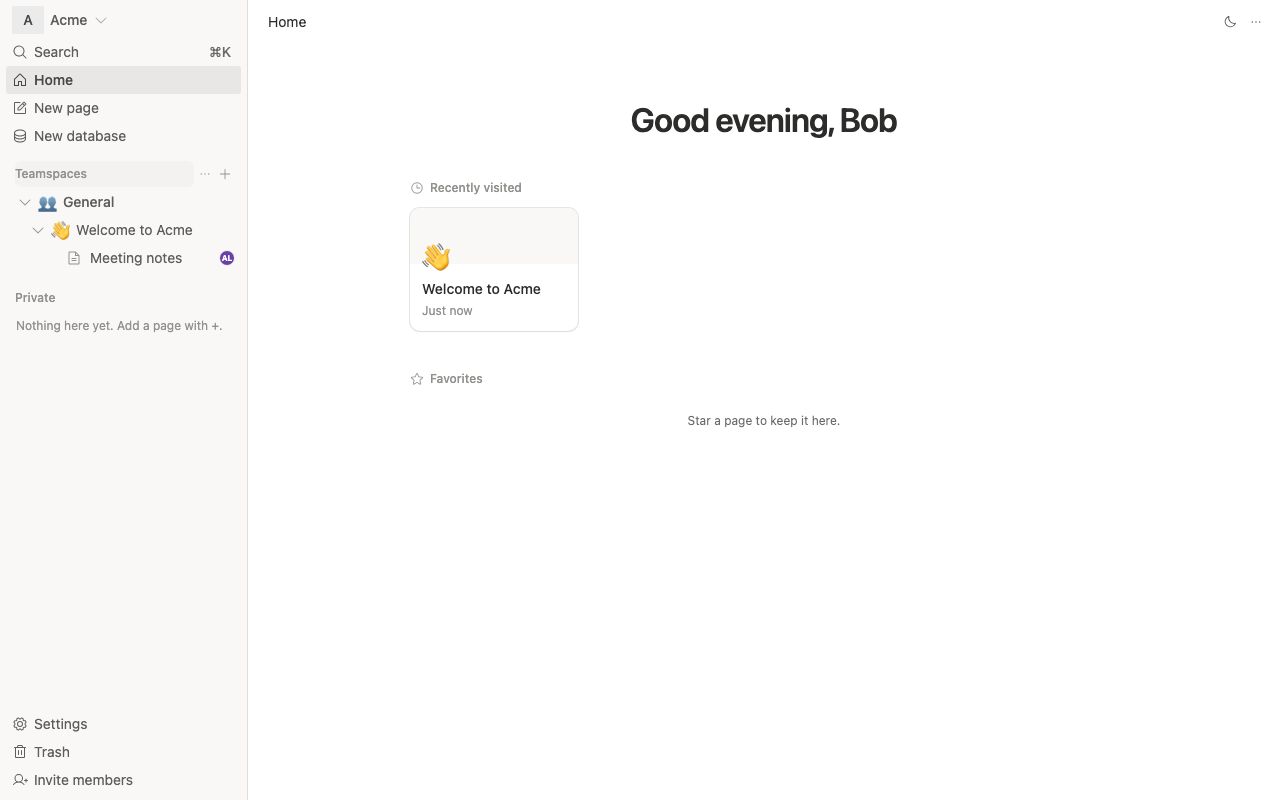 A Acme
Search ⌘K
Home
New page
New database
Teamspaces
General
Welcome to Acme
Meeting notes AL
Private
Nothing here yet. Add a page with +.
Settings
Trash
Invite members
Home
Good evening, Bob
Recently visited
Welcome to Acme
Just now
Favorites
Star a page to keep it here.